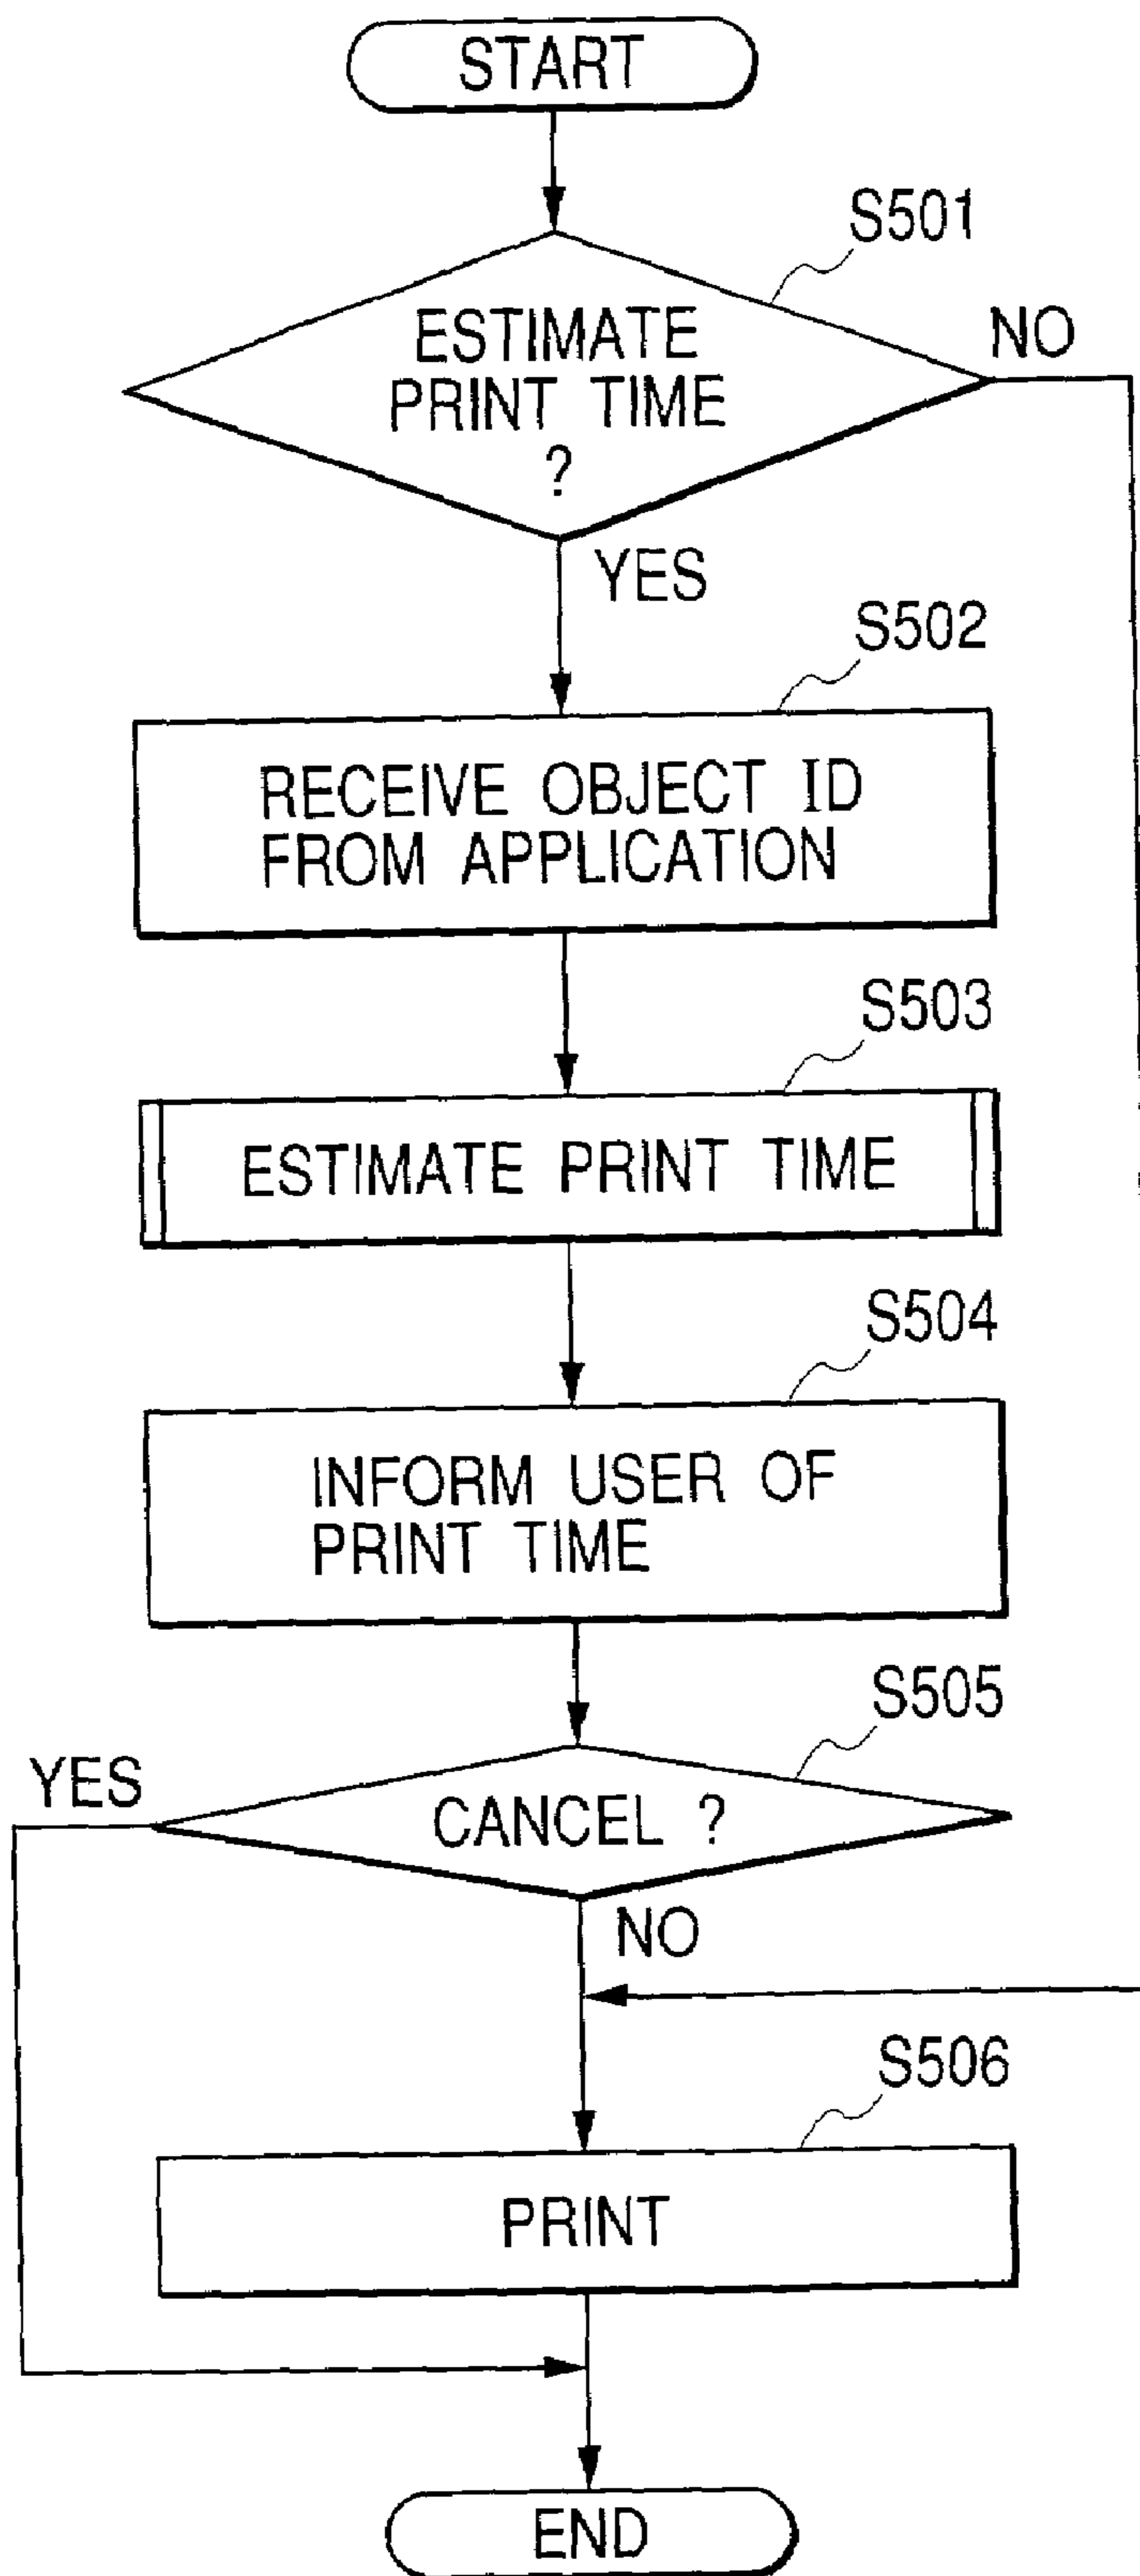 START
S501
ESTIMATE
PRINT TIME
?
NO
YES
S502
RECEIVE OBJECT ID
FROM APPLICATION
S503
ESTIMATE PRINT TIME
S504
INFORM USER OF
PRINT TIME
S505
YES
CANCEL ?
NO
S506
PRINT
END